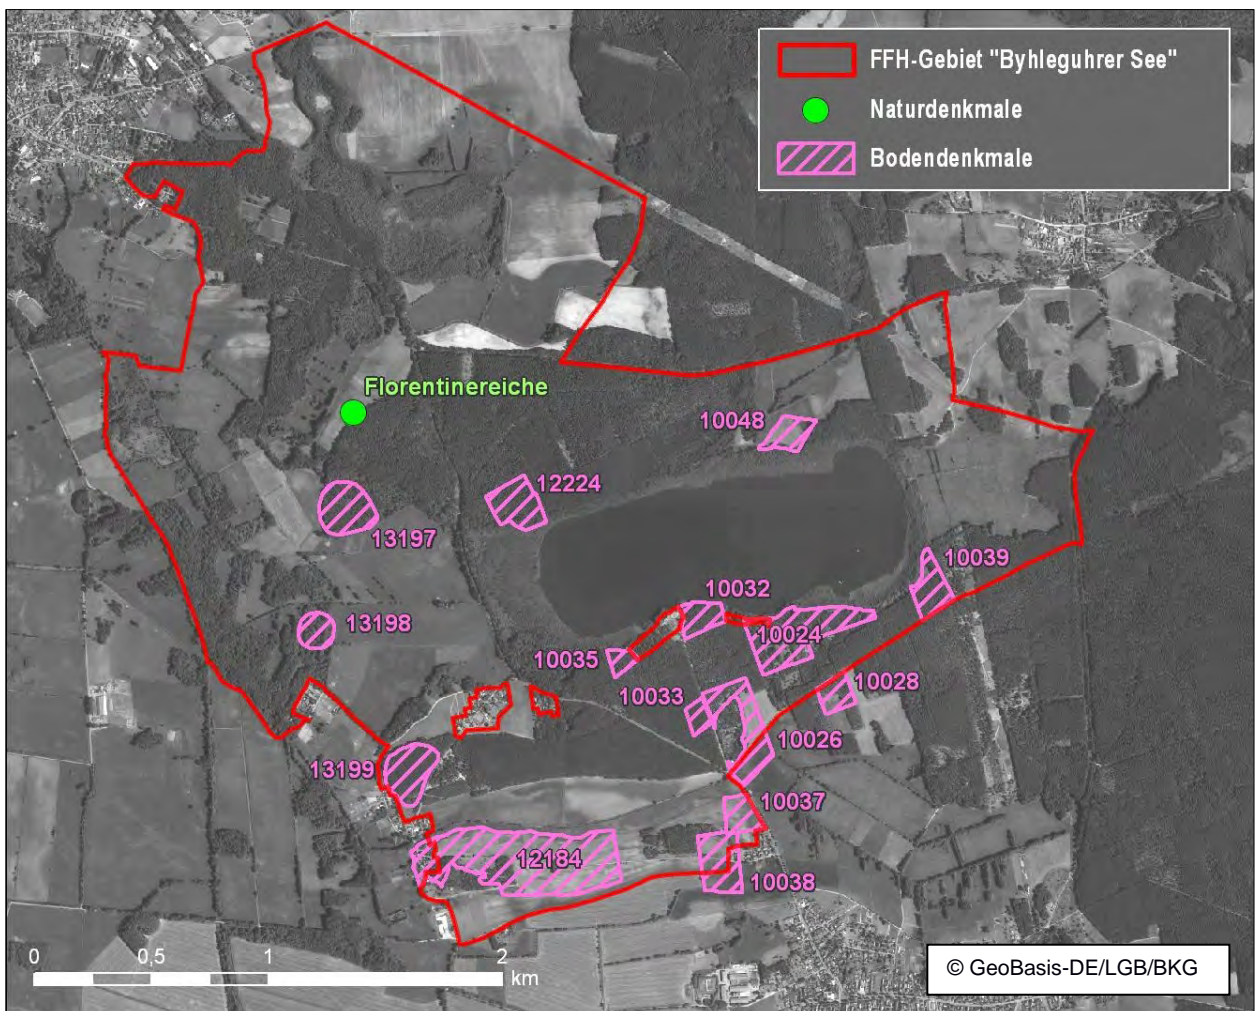 FFH-Gebiet "Byhleguhrer See"
Naturdenkmale
Bodendenkmale
Florentinereiche
10048
12224
13197
10039
10032
13198
10024
10035
10033
10028
10026
13199
10037
12184
10038
0 0,5 1 2
km
© GeoBasis-DE/LGB/BKG